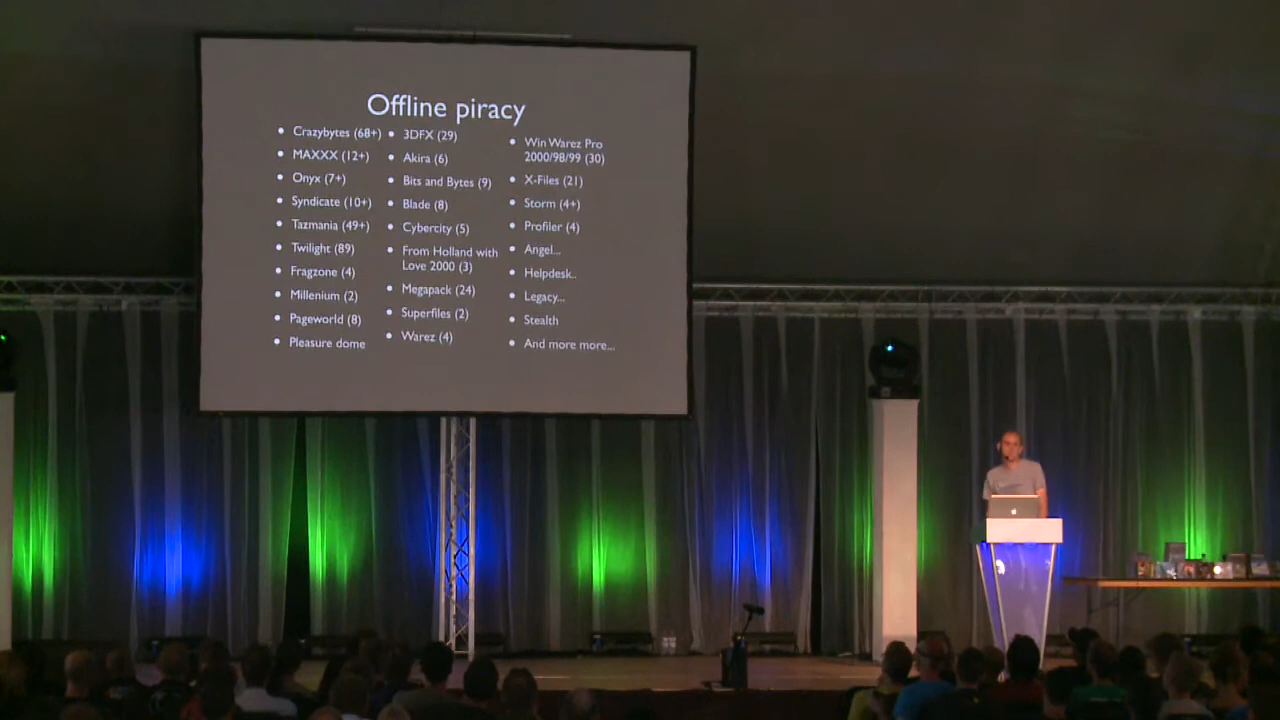 Offline piracy
• Crazybytes (68+)
• MAXXX (12+)
• Onyx (7+)
• Syndicate (10+)
• Tazmania (49+)
• Twilight (89)
• Fragzone (4)
• Millenium (2)
• Pageworld (8)
• Pleasure dome
• 3DFX (29)
• Akira (6)
• Bits and Bytes (9)
• Blade (8)
• Cybercity (5)
• From Holland with
Love 2000 (3)
• Megapack (24)
• Superfiles (2)
• Warez (4)
• Win Warez Pro
2000/98/99 (30)
• X-Files (21)
• Storm (4+)
• Profiler (4)
• Angel...
• Helpdesk..
• Legacy...
• Stealth
• And more more...